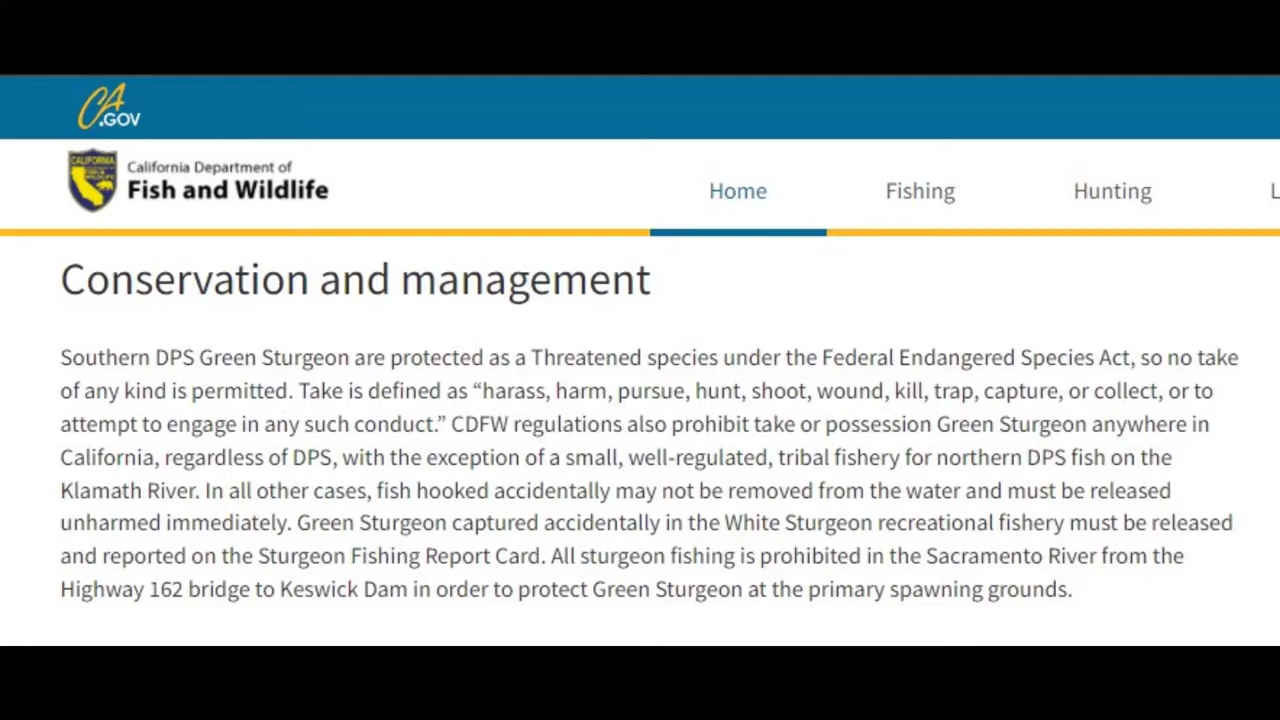 CA.GOV
CALIFORNIA
California Department of
Fish and Wildlife
Home
Fishing
Hunting
L
Conservation and management
Southern DPS Green Sturgeon are protected as a Threatened species under the Federal Endangered Species Act, so no take
of any kind is permitted. Take is defined as “harass, harm, pursue, hunt, shoot, wound, kill, trap, capture, or collect, or to
attempt to engage in any such conduct.” CDFW regulations also prohibit take or possession Green Sturgeon anywhere in
California, regardless of DPS, with the exception of a small, well-regulated, tribal fishery for northern DPS fish on the
Klamath River. In all other cases, fish hooked accidentally may not be removed from the water and must be released
unharmed immediately. Green Sturgeon captured accidentally in the White Sturgeon recreational fishery must be released
and reported on the Sturgeon Fishing Report Card. All sturgeon fishing is prohibited in the Sacramento River from the
Highway 162 bridge to Keswick Dam in order to protect Green Sturgeon at the primary spawning grounds.